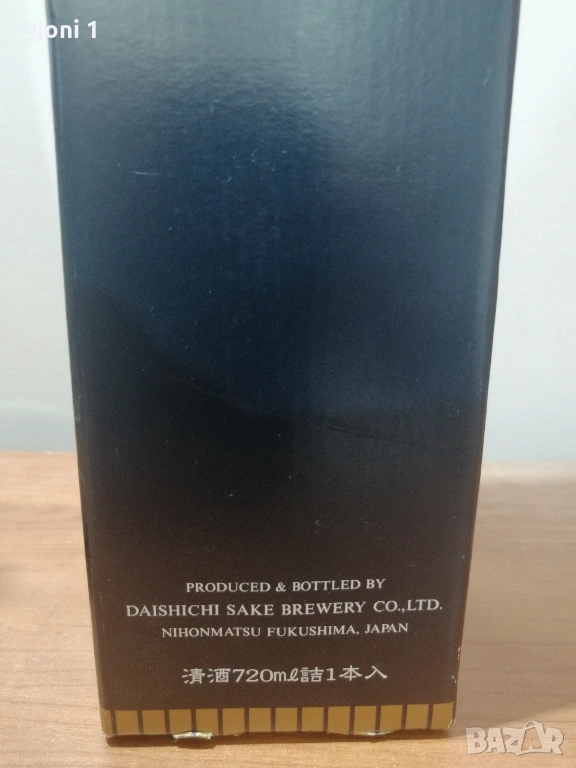 PRODUCED & BOTTLED BY
DAISHICHI SAKE BREWERY CO.,LTD.
NIHONMATSU FUKUSHIMA, JAPAN
清酒720mℓ詰1本入
BAZAR